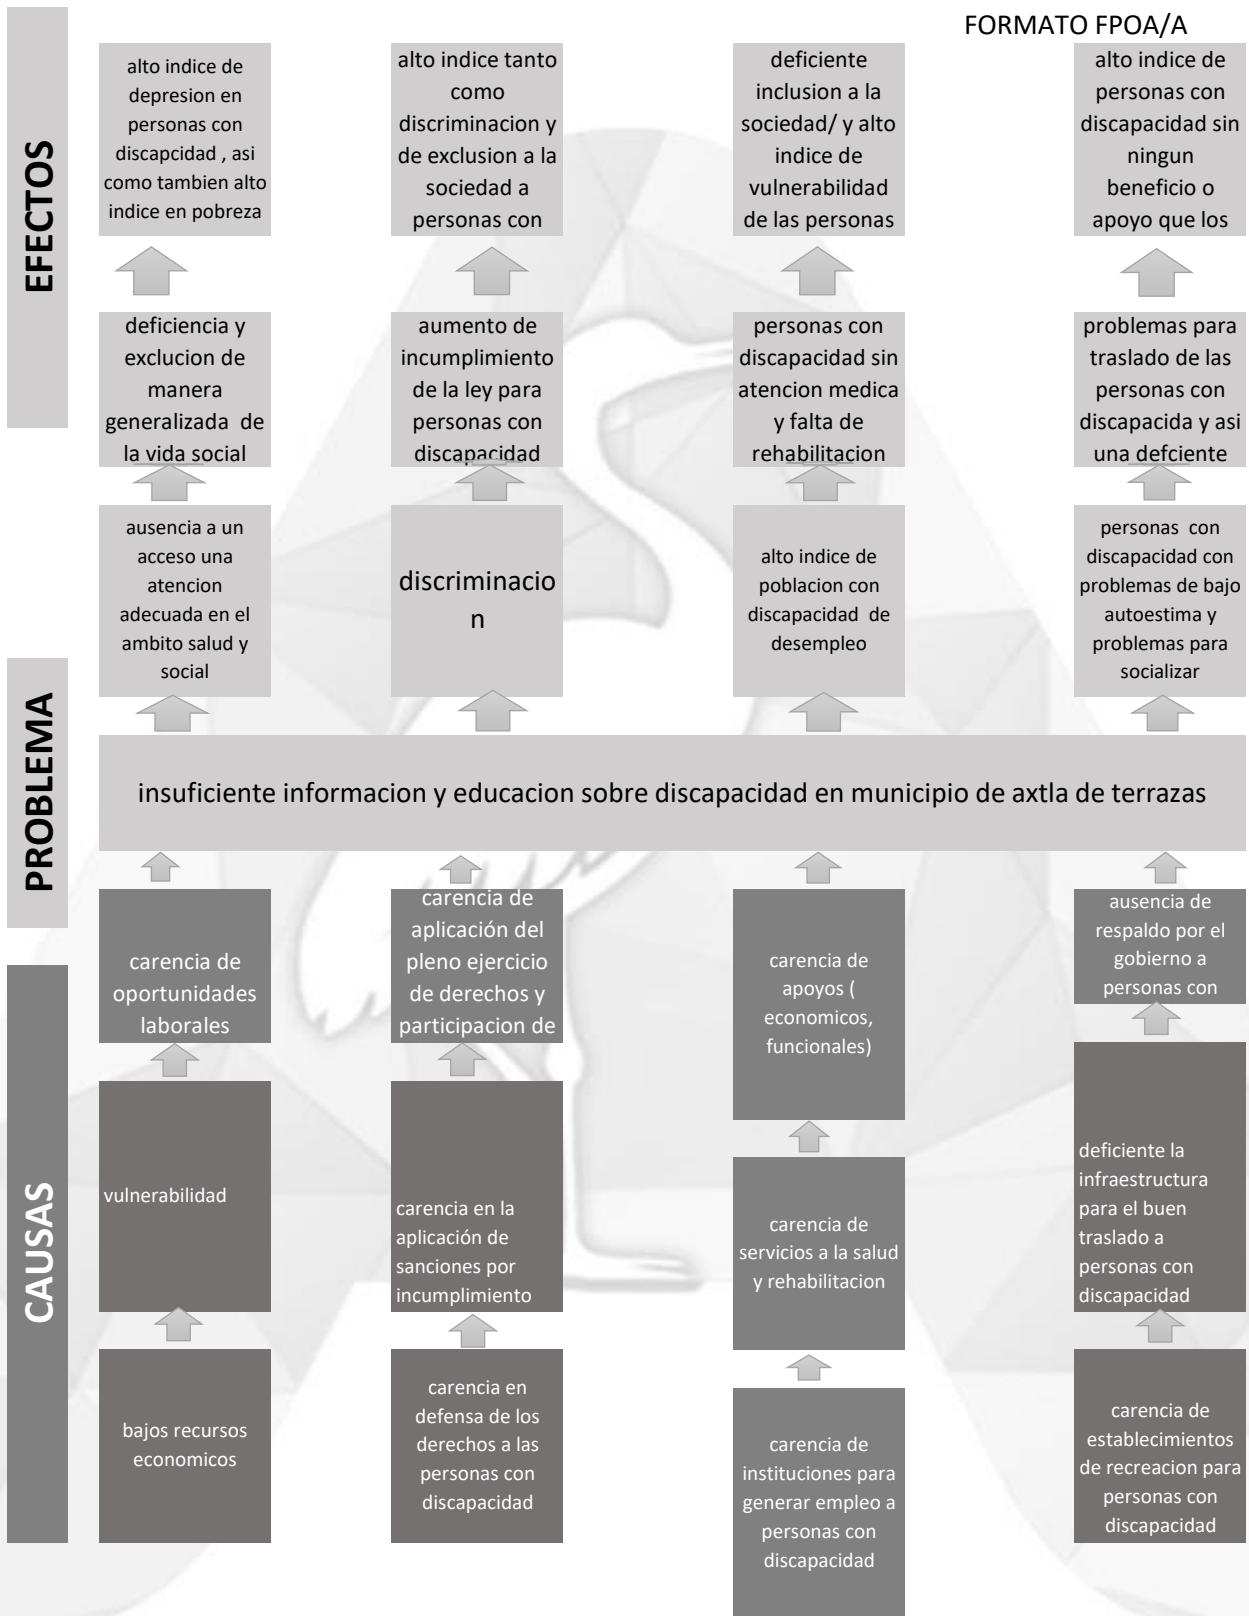 FORMATO FPOA/A
EFECTOS
alto indice de
depresion en
personas con
discapcidad , asi
como tambien alto
indice en pobreza
alto indice tanto
como
discriminacion y
de exclusion a la
sociedad a
personas con
deficiente
inclusion a la
sociedad/ y alto
indice de
vulnerabilidad
de las personas
alto indice de
personas con
discapacidad sin
ningun
beneficio o
apoyo que los
deficiencia y
exclucion de
manera
generalizada de
la vida social
aumento de
incumplimiento
de la ley para
personas con
discapacidad
personas con
discapacidad sin
atencion medica
y falta de
rehabilitacion
problemas para
traslado de las
personas con
discapacida y asi
una defciente
ausencia a un
acceso una
atencion
adecuada en el
ambito salud y
social
discriminacio
n
alto indice de
poblacion con
discapacidad de
desempleo
personas con
discapacidad con
problemas de bajo
autoestima y
problemas para
socializar
PROBLEMA
insuficiente informacion y educacion sobre discapacidad en municipio de axtla de terrazas
CAUSAS
carencia de
oportunidades
laborales
carencia de
aplicación del
pleno ejercicio
de derechos y
participacion de
carencia de
apoyos (
economicos,
funcionales)
ausencia de
respaldo por el
gobierno a
personas con
vulnerabilidad
carencia en la
aplicación de
sanciones por
incumplimiento
carencia de
servicios a la salud
y rehabilitacion
deficiente la
infraestructura
para el buen
traslado a
personas con
discapacidad
bajos recursos
economicos
carencia en
defensa de los
derechos a las
personas con
discapacidad
carencia de
instituciones para
generar empleo a
personas con
discapacidad
carencia de
establecimientos
de recreacion para
personas con
discapacidad